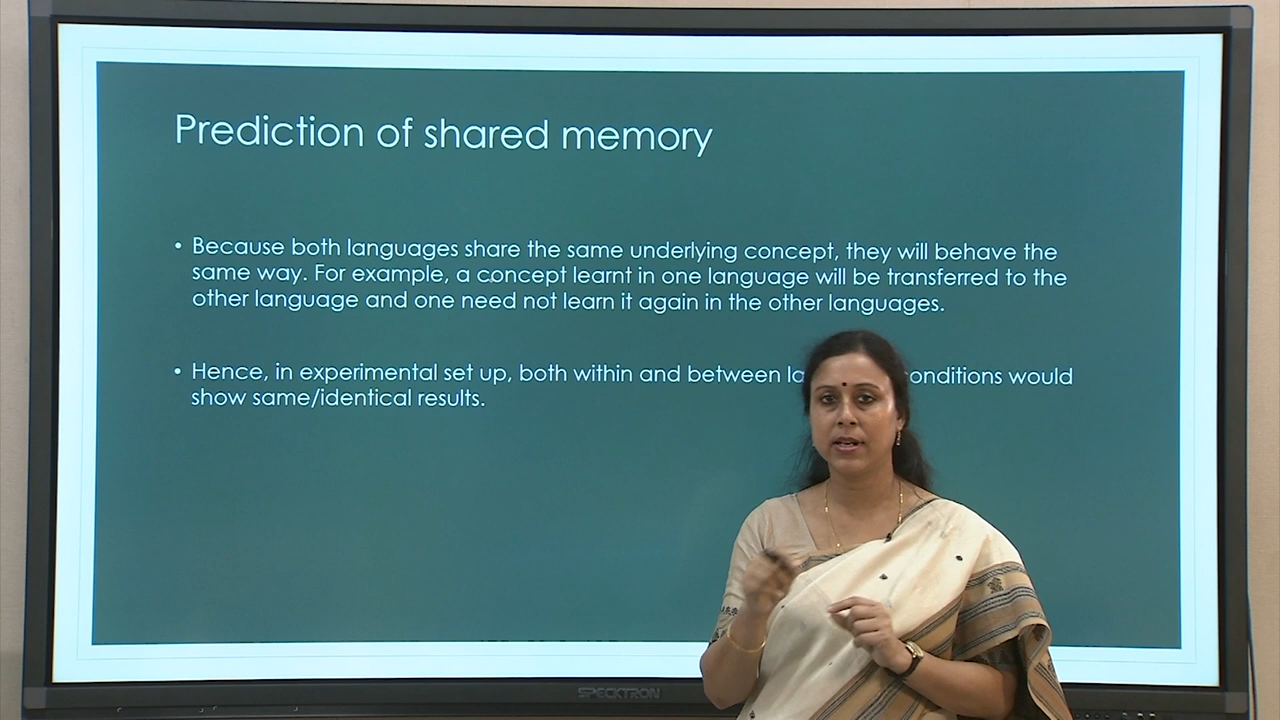 Prediction of shared memory
• Because both languages share the same underlying concept, they will behave the
same way. For example, a concept learnt in one language will be transferred to the
other language and one need not learn it again in the other languages.
• Hence, in experimental set up, both within and between la onditions would
show same/identical results.
SPECKTRON